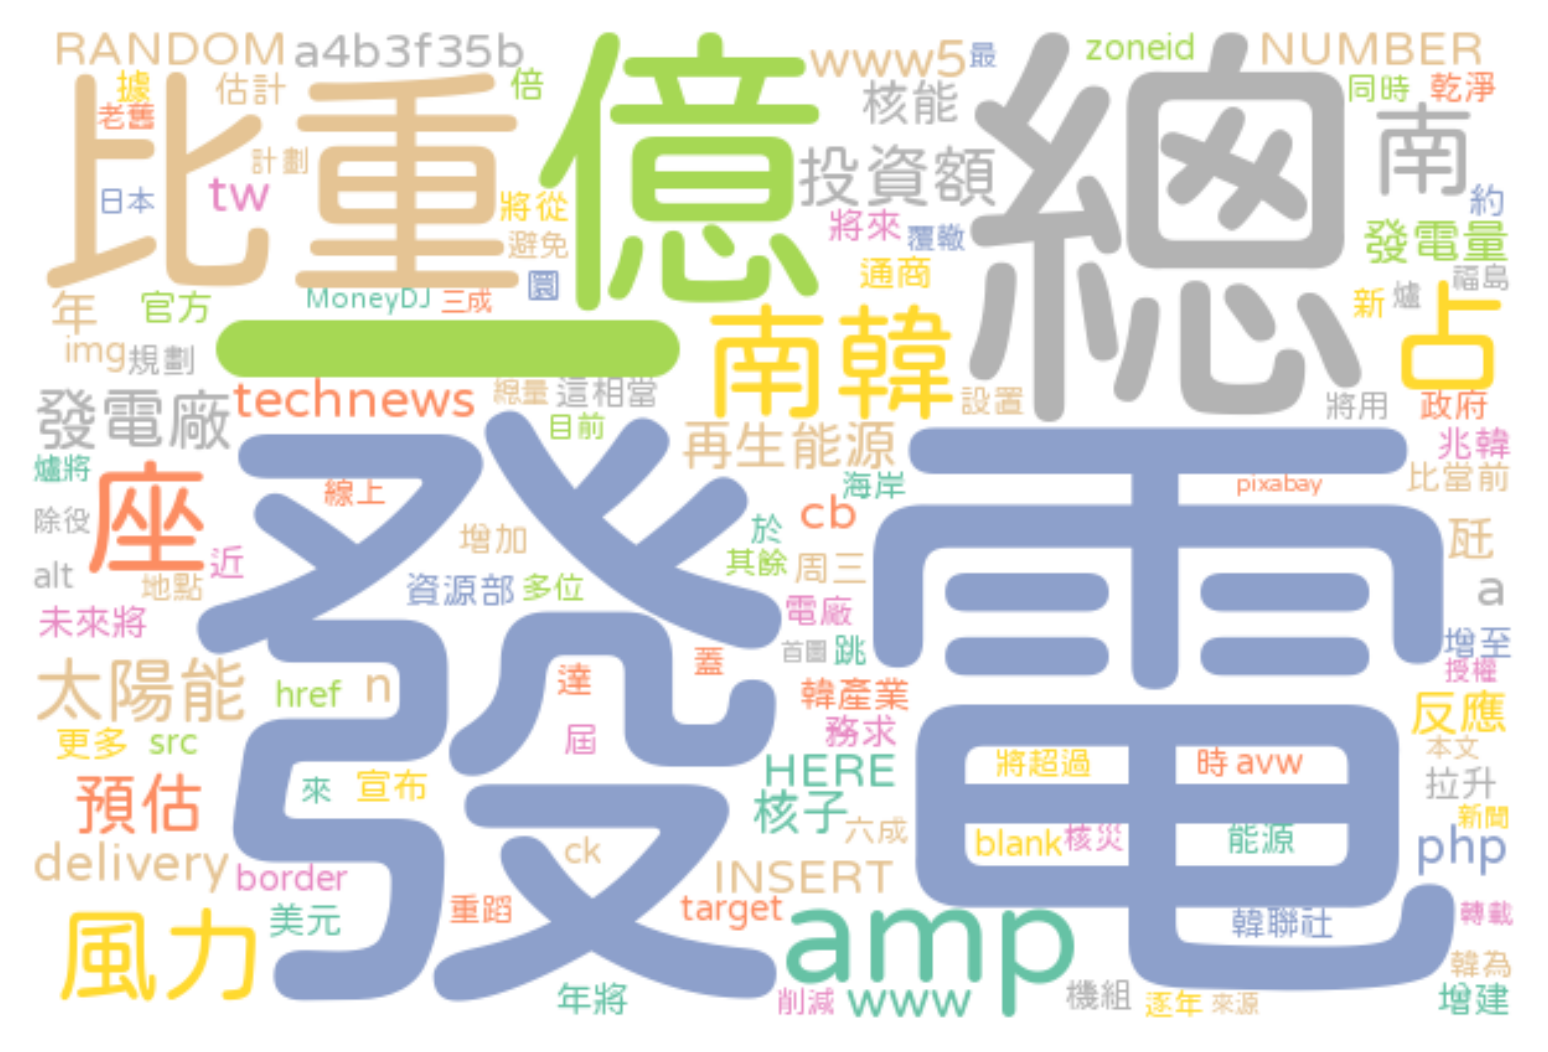 RANDOM a4b3f35b www5 最 zoneid NUMBER
據 估計 倍 億 核能 總 同時 乾淨
老舊 比重 計劃 投資額 南
日本 tw 將從 將來 覆轍 約
避免 通商 發電量
年 官方 MoneyDJ 三成 圜 福島
img 規劃 一 南韓 新 爐 占
technews 總量 這相當 設置 將用 政府
發電廠 目前 再生能源 兆韓
爐將 座 線上 海岸 pixabay 比當前
除役 增加 於 cb 瓩
alt 近 地點 資源部 多位 其餘 周三 a
未來將 發電 電廠 增至
首圖 跳 授權
太陽能 href n 達 蓋 韓產業 反應
更多 src 屆 務求 本文
預估 來 宣布 HERE 將超過 時 avw 拉升
核子 六成 blank 核災 能源 新聞
delivery border ck INSERT php
風力 美元 重蹈 target amp 韓聯社 轉載
年將 削減 www 機組 逐年 來源 韓為
增建